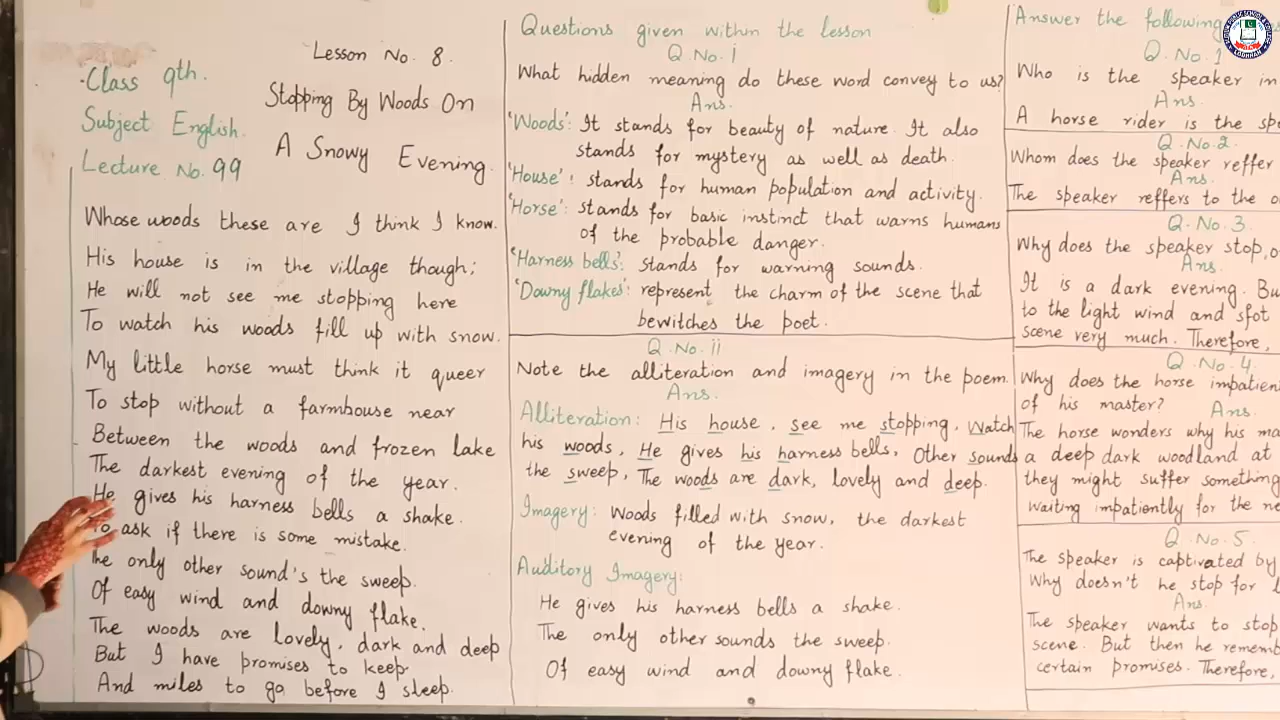 Class 9th.
Subject English.
Lecture No. 99
Lesson No. 8.
Stopping By Woods On
A Snowy Evening.
Whose woods these are I think I know.
His house is in the village though;
He will not see me stopping here
To watch his woods fill up with snow.
My little horse must think it queer
To stop without a farmhouse near
Between the woods and frozen lake
The darkest evening of the year.
He gives his harness bells a shake.
To ask if there is some mistake.
The only other sound's the sweep.
Of easy wind and downy flake.
The woods are lovely, dark and deep
But I have promises to keep
And miles to go before I sleep.
Questions given within the lesson
Q. No. i
What hidden meaning do these word convey to us?
Ans.
'Woods': It stands for beauty of nature. It also
stands for mystery as well as death.
'House': stands for human population and activity.
'Horse': stands for basic instinct that warns humans
of the probable danger.
'Harness bells': stands for warning sounds.
'Downy flakes': represent the charm of the scene that
bewitches the poet.
Q. No. ii
Note the alliteration and imagery in the poem.
Ans.
Alliteration: His house, see me stopping, Watch
his woods, He gives his harness bells, Other sounds
the sweep, The woods are dark, lovely and deep.
Imagery: Woods filled with snow, the darkest
evening of the year.
Auditory Imagery:
He gives his harness bells a shake.
The only other sounds the sweep.
Of easy wind and downy flake.
Answer the following
Q. No. 1
Who is the speaker in
Ans.
A horse rider is the spe
Q. No. 2
Whom does the speaker reffer
Ans.
The speaker reffers to the o
Q. No. 3
Why does the speaker stop, o
Ans.
It is a dark evening. Bu
to the light wind and sfot
scene very much. Therefore,
Q. No. 4
Why does the horse impatien
of his master?
Ans.
The horse wonders why his ma
a deep dark woodland at
they might suffer something
waiting impatiently for the ne
Q. No. 5
The speaker is captivated by
Why doesn't he stop for l
Ans.
The speaker wants to stop
scene. But then he rememb
certain promises. Therefore,